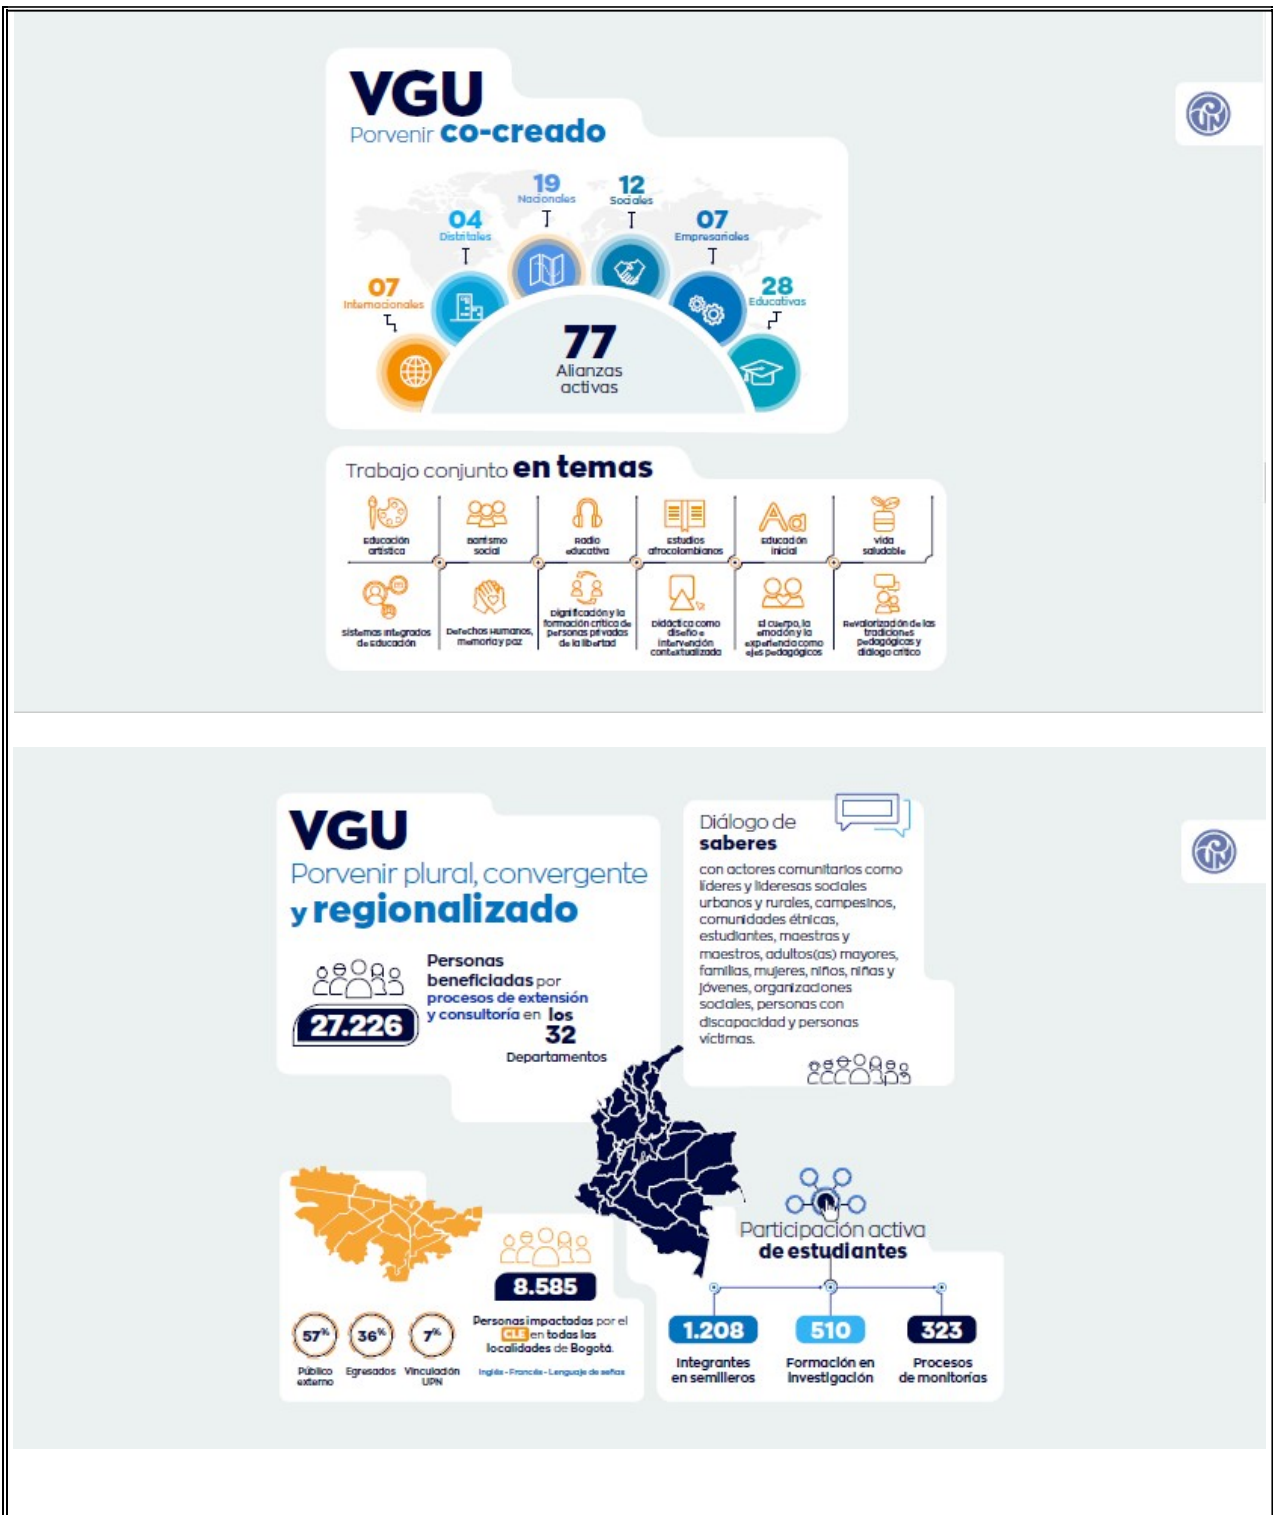 VGU
Porvenir co-creado
19
Nacionales
12
Sociales
04
Distritales
07
Empresariales
07
Internacionales
28
Educativas
77
Alianzas
activas
Trabajo conjunto en temas
Educación
artística
Barrismo
social
Radio
educativa
Estudios
afrocolombianos
Educación
inicial
Vida
saludable
Sistemas integrados
de Educación
Derechos Humanos,
memoria y paz
Dignificación y la
formación crítica de
personas privadas
de la libertad
Didáctica como
diseño e
intervención
contextualizada
El cuerpo, la
emoción y la
experiencia como
ejes pedagógicos
Revalorización de las
tradiciones
pedagógicas y
diálogo crítico
VGU
Porvenir plural, convergente
y regionalizado
27.226
Personas
beneficiadas por
procesos de extensión
y consultoría en los
32
Departamentos
Diálogo de
saberes
con actores comunitarios como
líderes y lideresas sociales
urbanos y rurales, campesinos,
comunidades étnicas,
estudiantes, maestras y
maestros, adultos(as) mayores,
familias, mujeres, niños, niñas y
jóvenes, organizaciones
sociales, personas con
discapacidad y personas
víctimas.
8.585
Personas impactadas por el
CLE en todas las
localidades de Bogotá.
Inglés - Francés - Lenguaje de señas
57%
Público
externo
36%
Egresados
7%
Vinculación
UPN
Participación activa
de estudiantes
1.208
Integrantes
en semilleros
510
Formación en
Investigación
323
Procesos
de monitorías